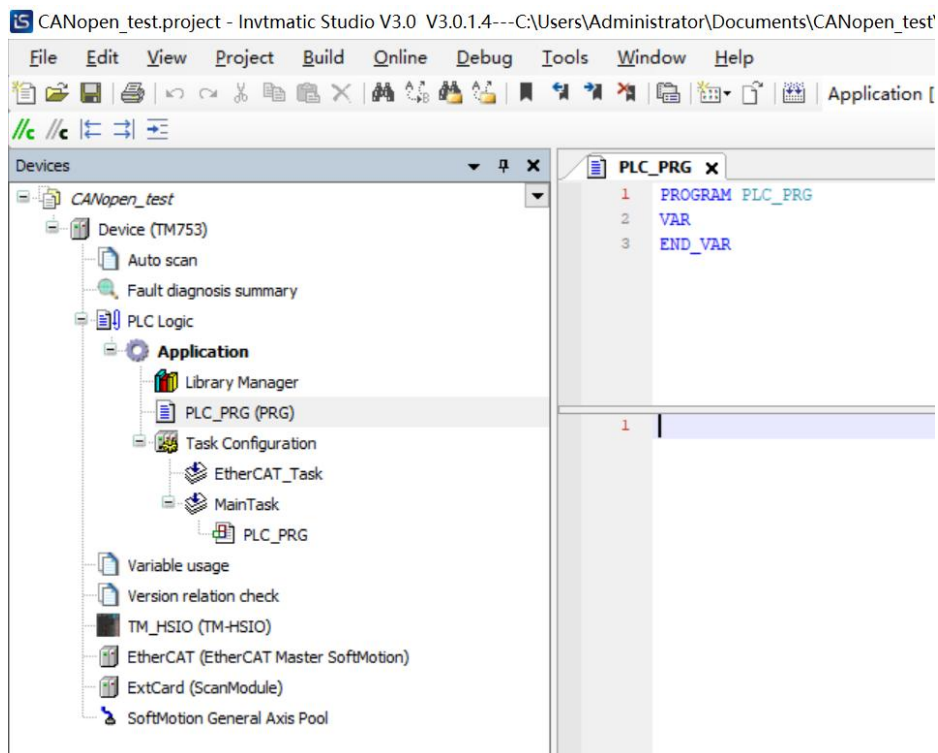 CANopen_test.project - Invtmatic Studio V3.0 V3.0.1.4---C:\Users\Administrator\Documents\CANopen_test\
File Edit View Project Build Online Debug Tools Window Help
Application [
Devices
PLC_PRG
CANopen_test
Device (TM753)
Auto scan
Fault diagnosis summary
PLC Logic
Application
Library Manager
PLC_PRG (PRG)
Task Configuration
EtherCAT_Task
MainTask
PLC_PRG
Variable usage
Version relation check
TM_HSIO (TM-HSIO)
EtherCAT (EtherCAT Master SoftMotion)
ExtCard (ScanModule)
SoftMotion General Axis Pool
1 PROGRAM PLC_PRG
2 VAR
3 END_VAR
1